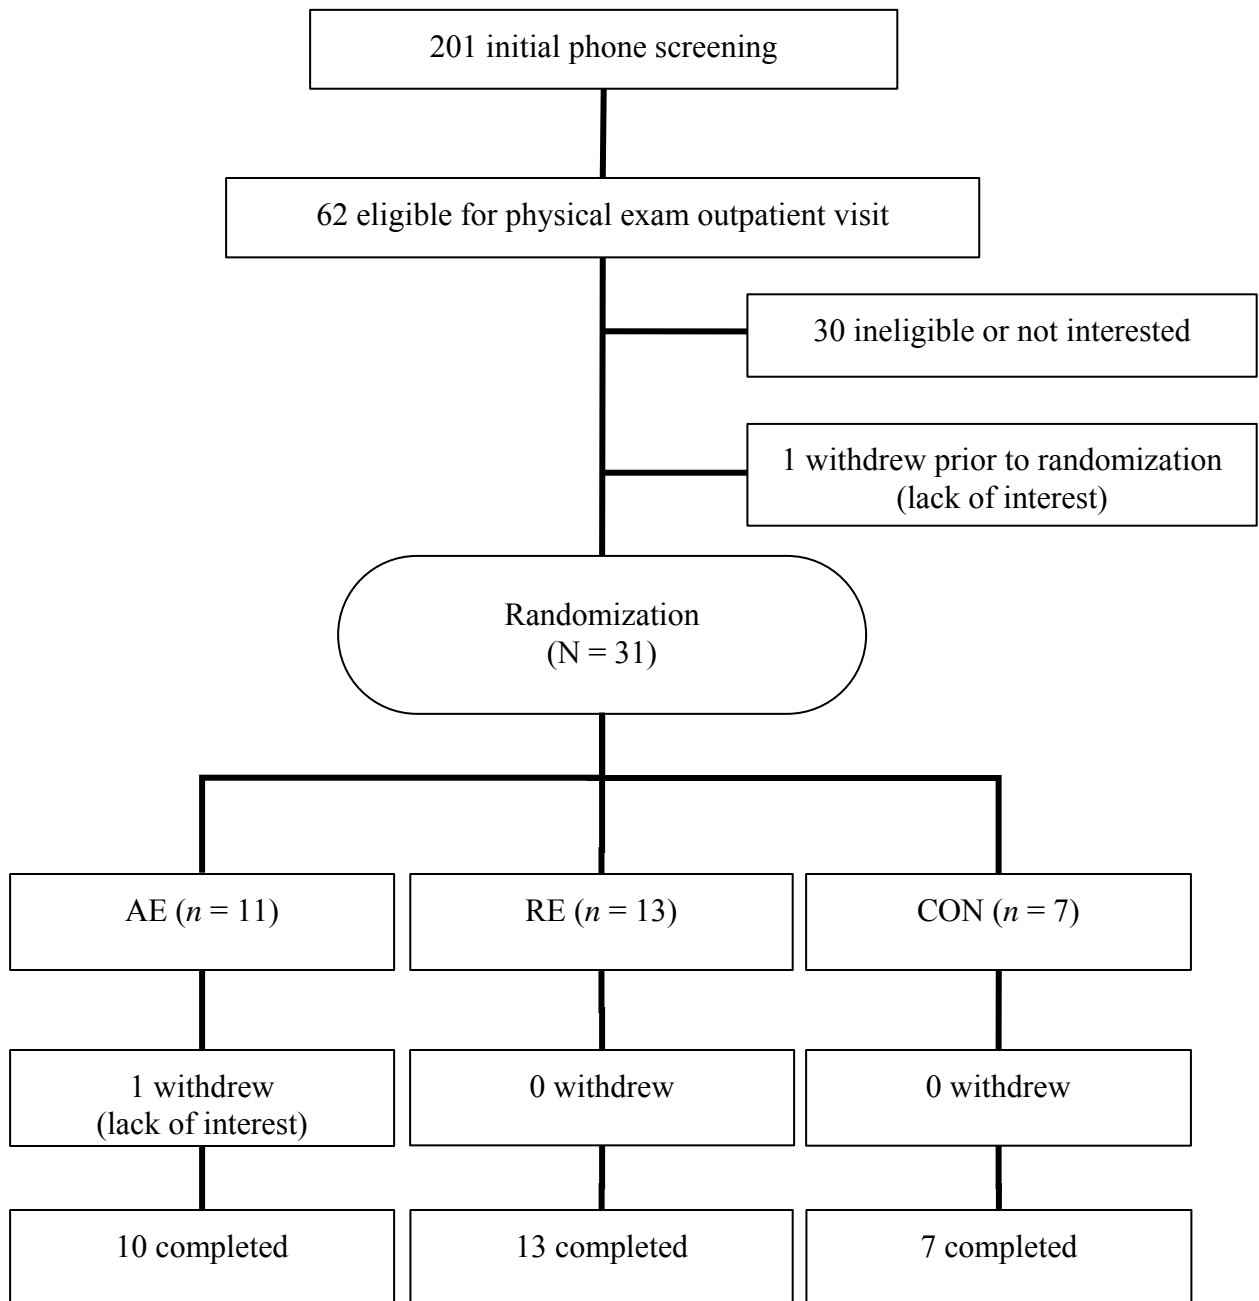 201 initial phone screening
62 eligible for physical exam outpatient visit
30 ineligible or not interested
1 withdrew prior to randomization
(lack of interest)
Randomization
(N = 31)
AE (n = 11)
RE (n = 13)
CON (n = 7)
1 withdrew
(lack of interest)
0 withdrew
0 withdrew
10 completed
13 completed
7 completed